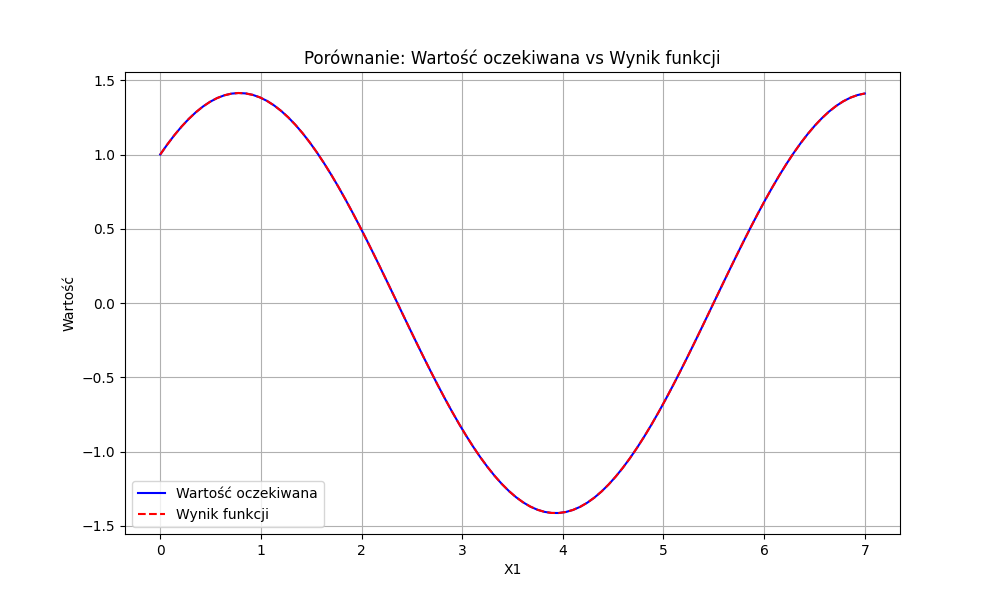 Porównanie: Wartość oczekiwana vs Wynik funkcji
1.5
1.0
0.5
0.0
−0.5
−1.0
−1.5
Wartość
Wartość oczekiwana
Wynik funkcji
0 1 2 3 4 5 6 7
X1